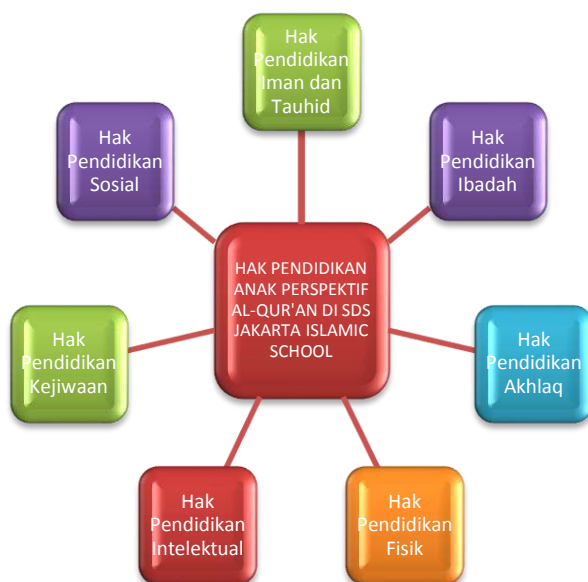 Hak
Pendidikan
Iman dan
Tauhid
Hak
Pendidikan
Sosial
Hak
Pendidikan
Ibadah
HAK PENDIDIKAN
ANAK PERSPEKTIF
AL-QUR'AN DI SDS
JAKARTA ISLAMIC
SCHOOL
Hak
Pendidikan
Kejiwaan
Hak
Pendidikan
Akhlaq
Hak
Pendidikan
Intelektual
Hak
Pendidikan
Fisik